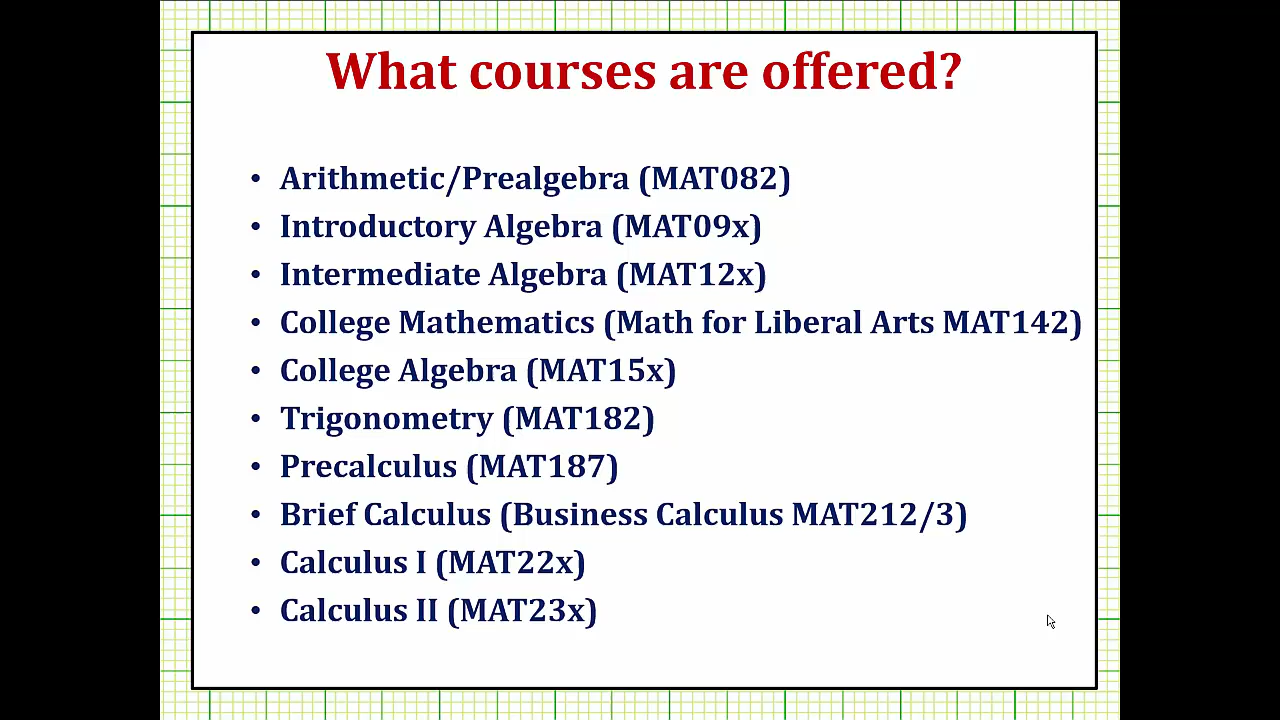 What courses are offered?
• Arithmetic/Prealgebra (MAT082)
• Introductory Algebra (MAT09x)
• Intermediate Algebra (MAT12x)
• College Mathematics (Math for Liberal Arts MAT142)
• College Algebra (MAT15x)
• Trigonometry (MAT182)
• Precalculus (MAT187)
• Brief Calculus (Business Calculus MAT212/3)
• Calculus I (MAT22x)
• Calculus II (MAT23x)